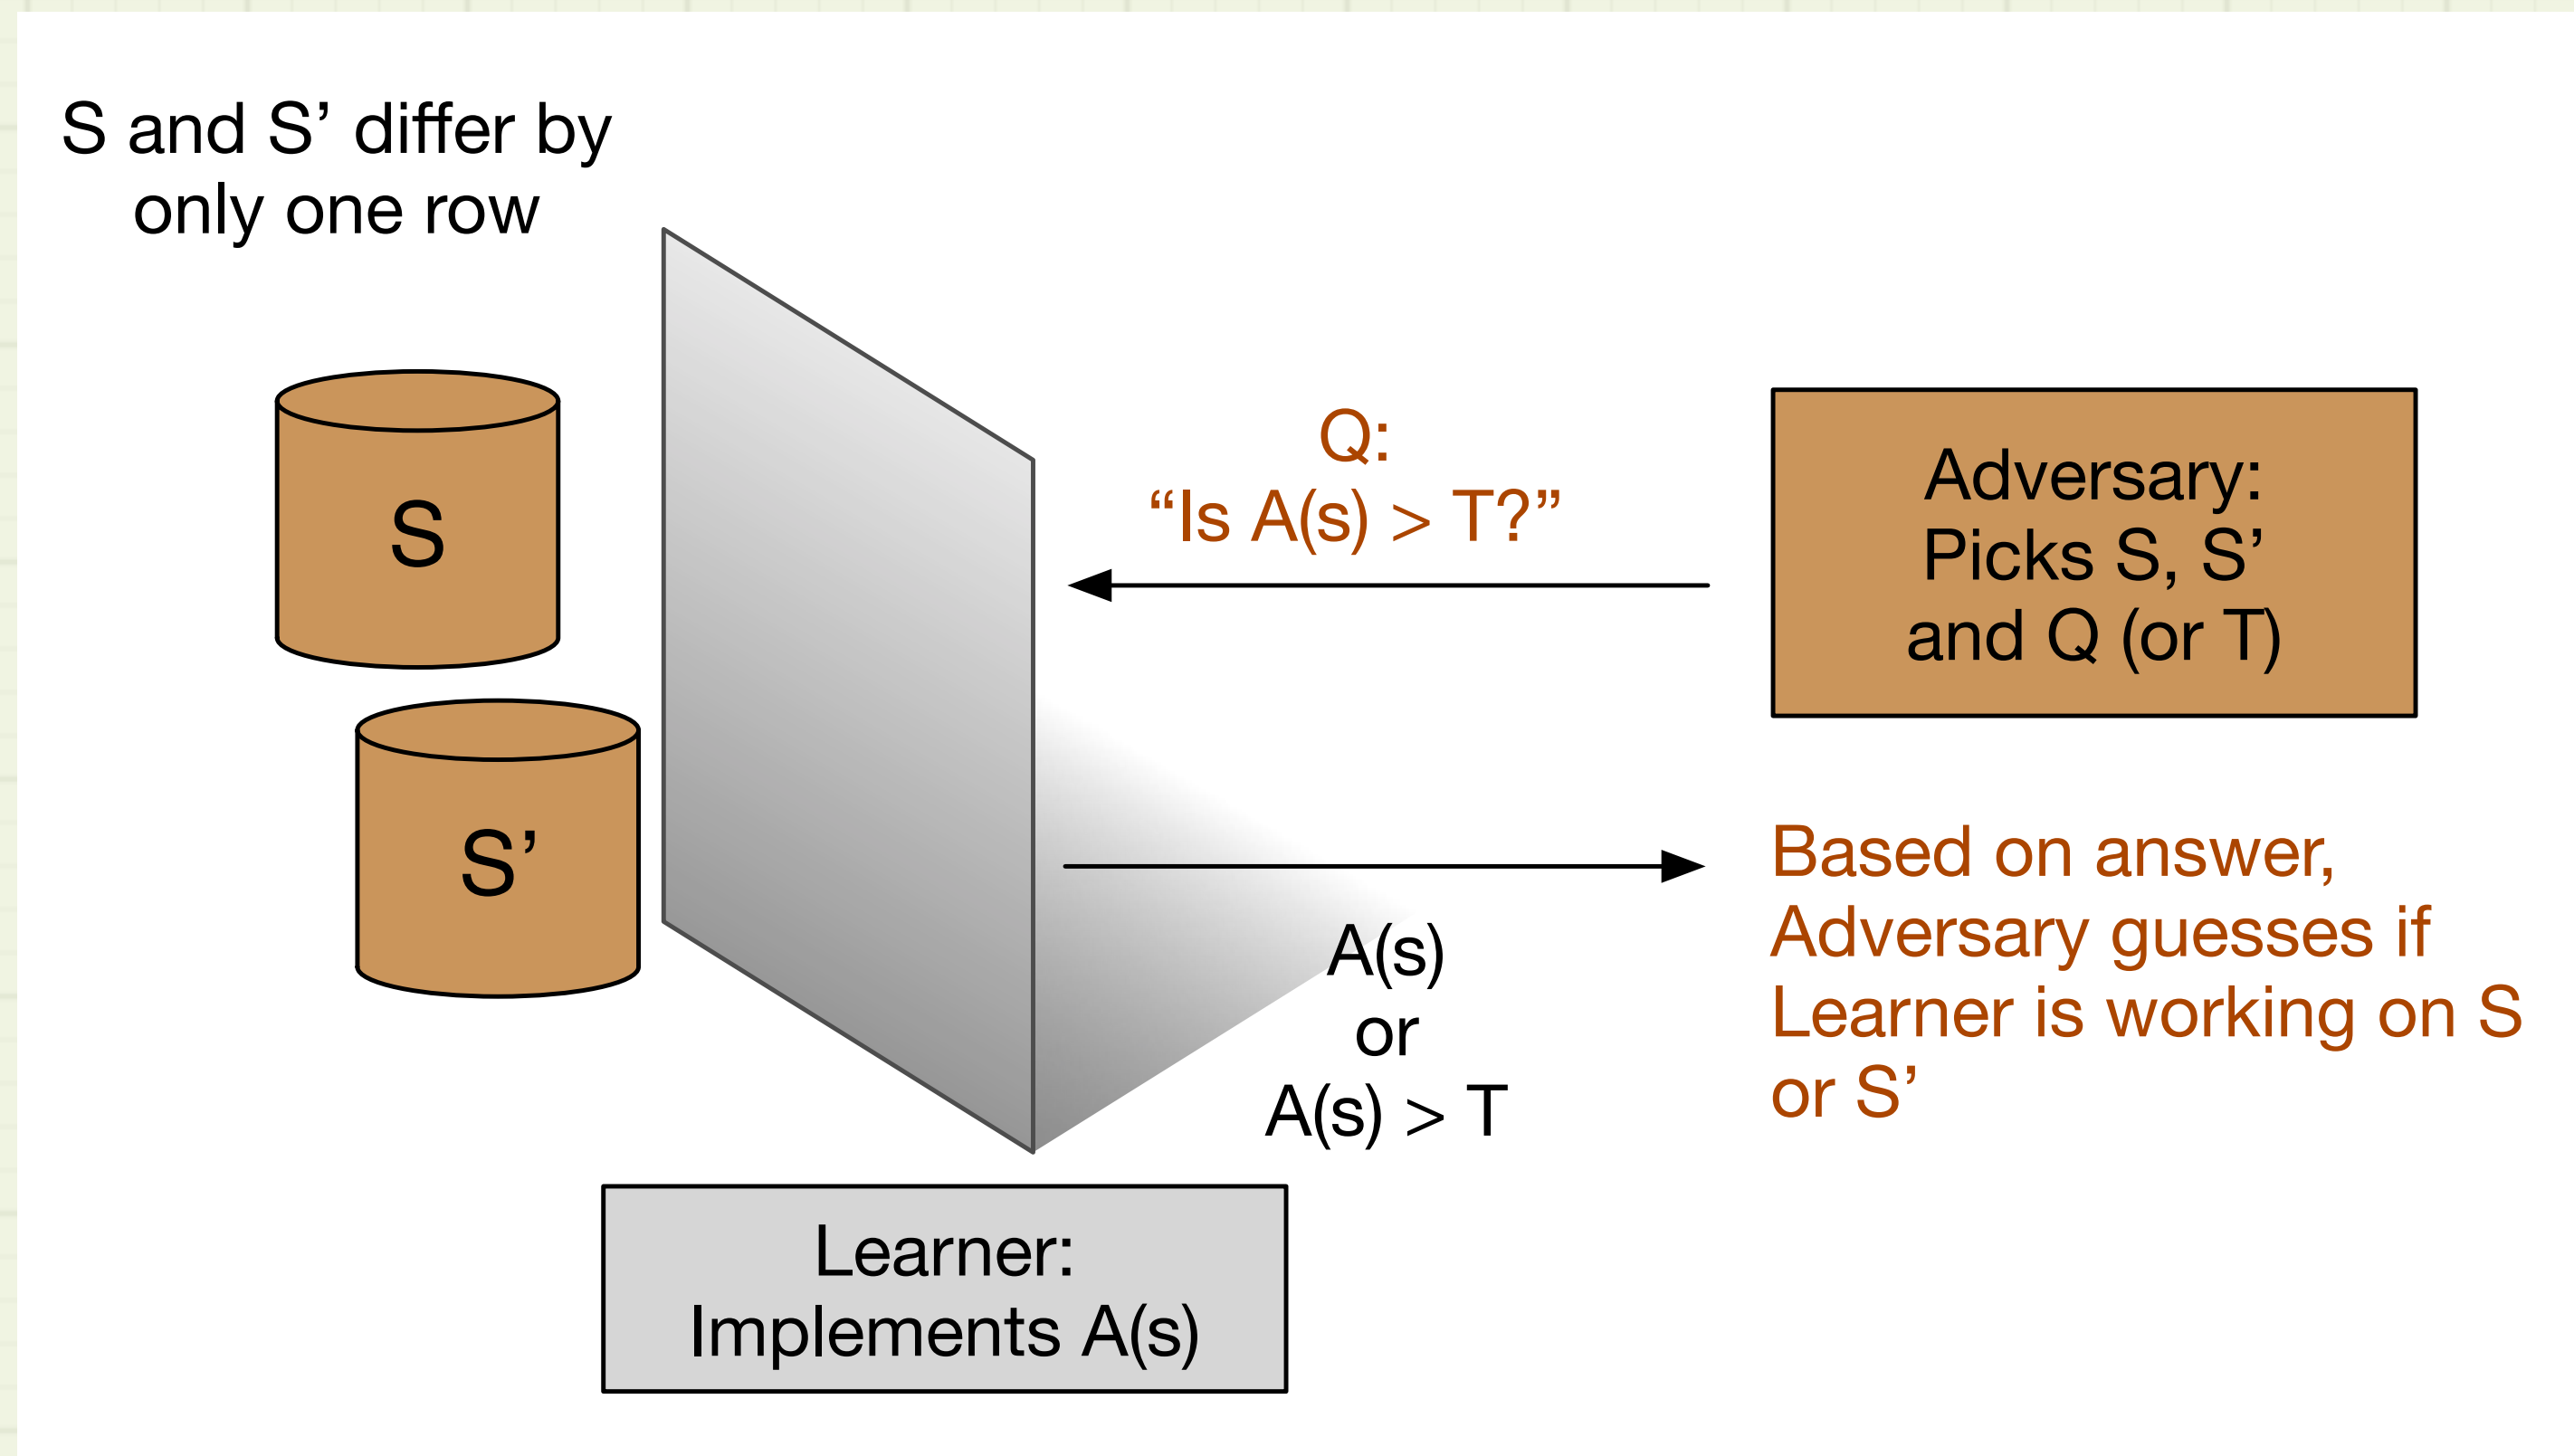 S and S’ differ by
only one row
S
S’
Q:
“Is A(s) > T?”
Adversary:
Picks S, S’
and Q (or T)
A(s)
or
A(s) > T
Based on answer,
Adversary guesses if
Learner is working on S
or S’
Learner:
Implements A(s)